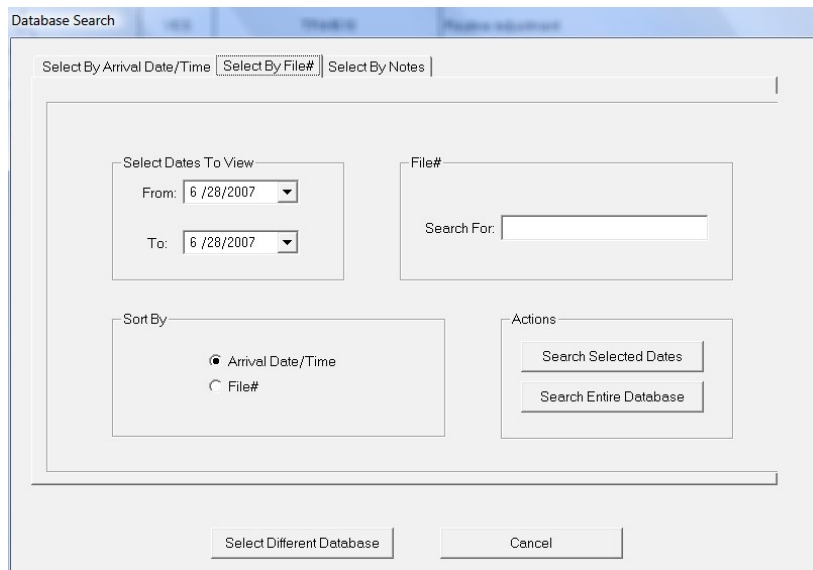 Database Search
Select By Arrival Date/Time Select By File# Select By Notes
Select Dates To View
From: 6 /28/2007
To: 6 /28/2007
File#
Search For:
Sort By
Arrival Date/Time
File#
Actions
Search Selected Dates
Search Entire Database
Select Different Database
Cancel